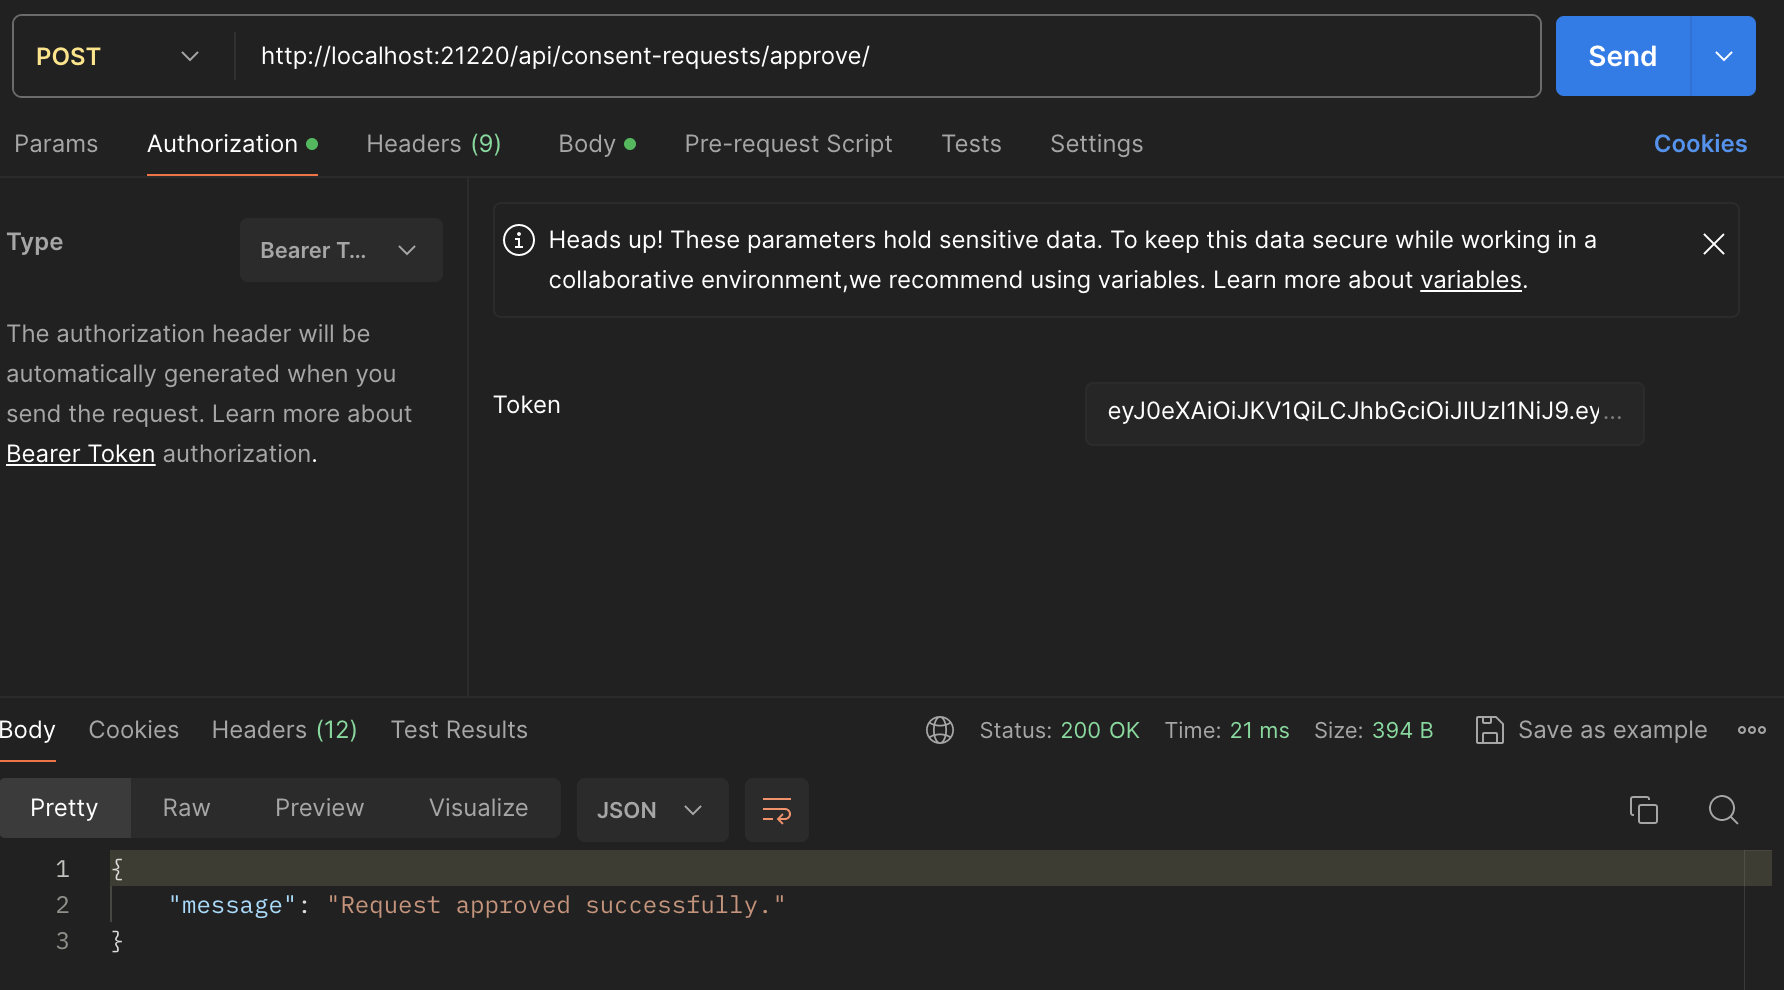 POST
http://localhost:21220/api/consent-requests/approve/
Send
Params
Authorization
Headers (9)
Body
Pre-request Script
Tests
Settings
Cookies
Type
Bearer T...
Heads up! These parameters hold sensitive data. To keep this data secure while working in a
collaborative environment,we recommend using variables. Learn more about variables.
The authorization header will be
automatically generated when you
send the request. Learn more about
Bearer Token authorization.
Token
eyJ0eXAiOiJKV1QiLCJhbGciOiJIUzI1NiJ9.ey...
Body
Cookies
Headers (12)
Test Results
Status: 200 OK
Time: 21 ms
Size: 394 B
Save as example
Pretty
Raw
Preview
Visualize
JSON
1 {
2 "message": "Request approved successfully."
3 }